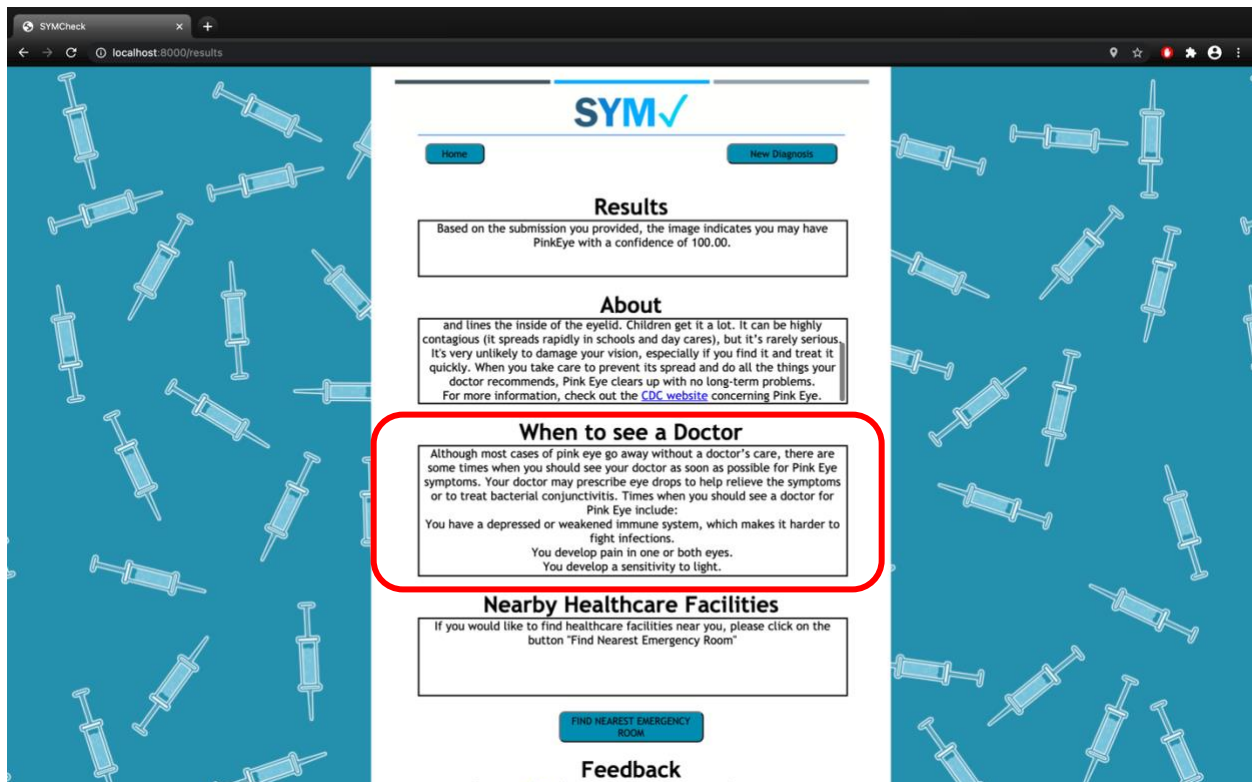 SYMCheck
localhost:8000/results
SYM✓
Home
New Diagnosis
Results
Based on the submission you provided, the image indicates you may have
PinkEye with a confidence of 100.00.
About
and lines the inside of the eyelid. Children get it a lot. It can be highly
contagious (it spreads rapidly in schools and day cares), but it’s rarely serious.
It's very unlikely to damage your vision, especially if you find it and treat it
quickly. When you take care to prevent its spread and do all the things your
doctor recommends, Pink Eye clears up with no long-term problems.
For more information, check out the CDC website concerning Pink Eye.
When to see a Doctor
Although most cases of pink eye go away without a doctor’s care, there are
some times when you should see your doctor as soon as possible for Pink Eye
symptoms. Your doctor may prescribe eye drops to help relieve the symptoms
or to treat bacterial conjunctivitis. Times when you should see a doctor for
Pink Eye include:
You have a depressed or weakened immune system, which makes it harder to
fight infections.
You develop pain in one or both eyes.
You develop a sensitivity to light.
Nearby Healthcare Facilities
If you would like to find healthcare facilities near you, please click on the
button "Find Nearest Emergency Room"
FIND NEAREST EMERGENCY
ROOM
Feedback